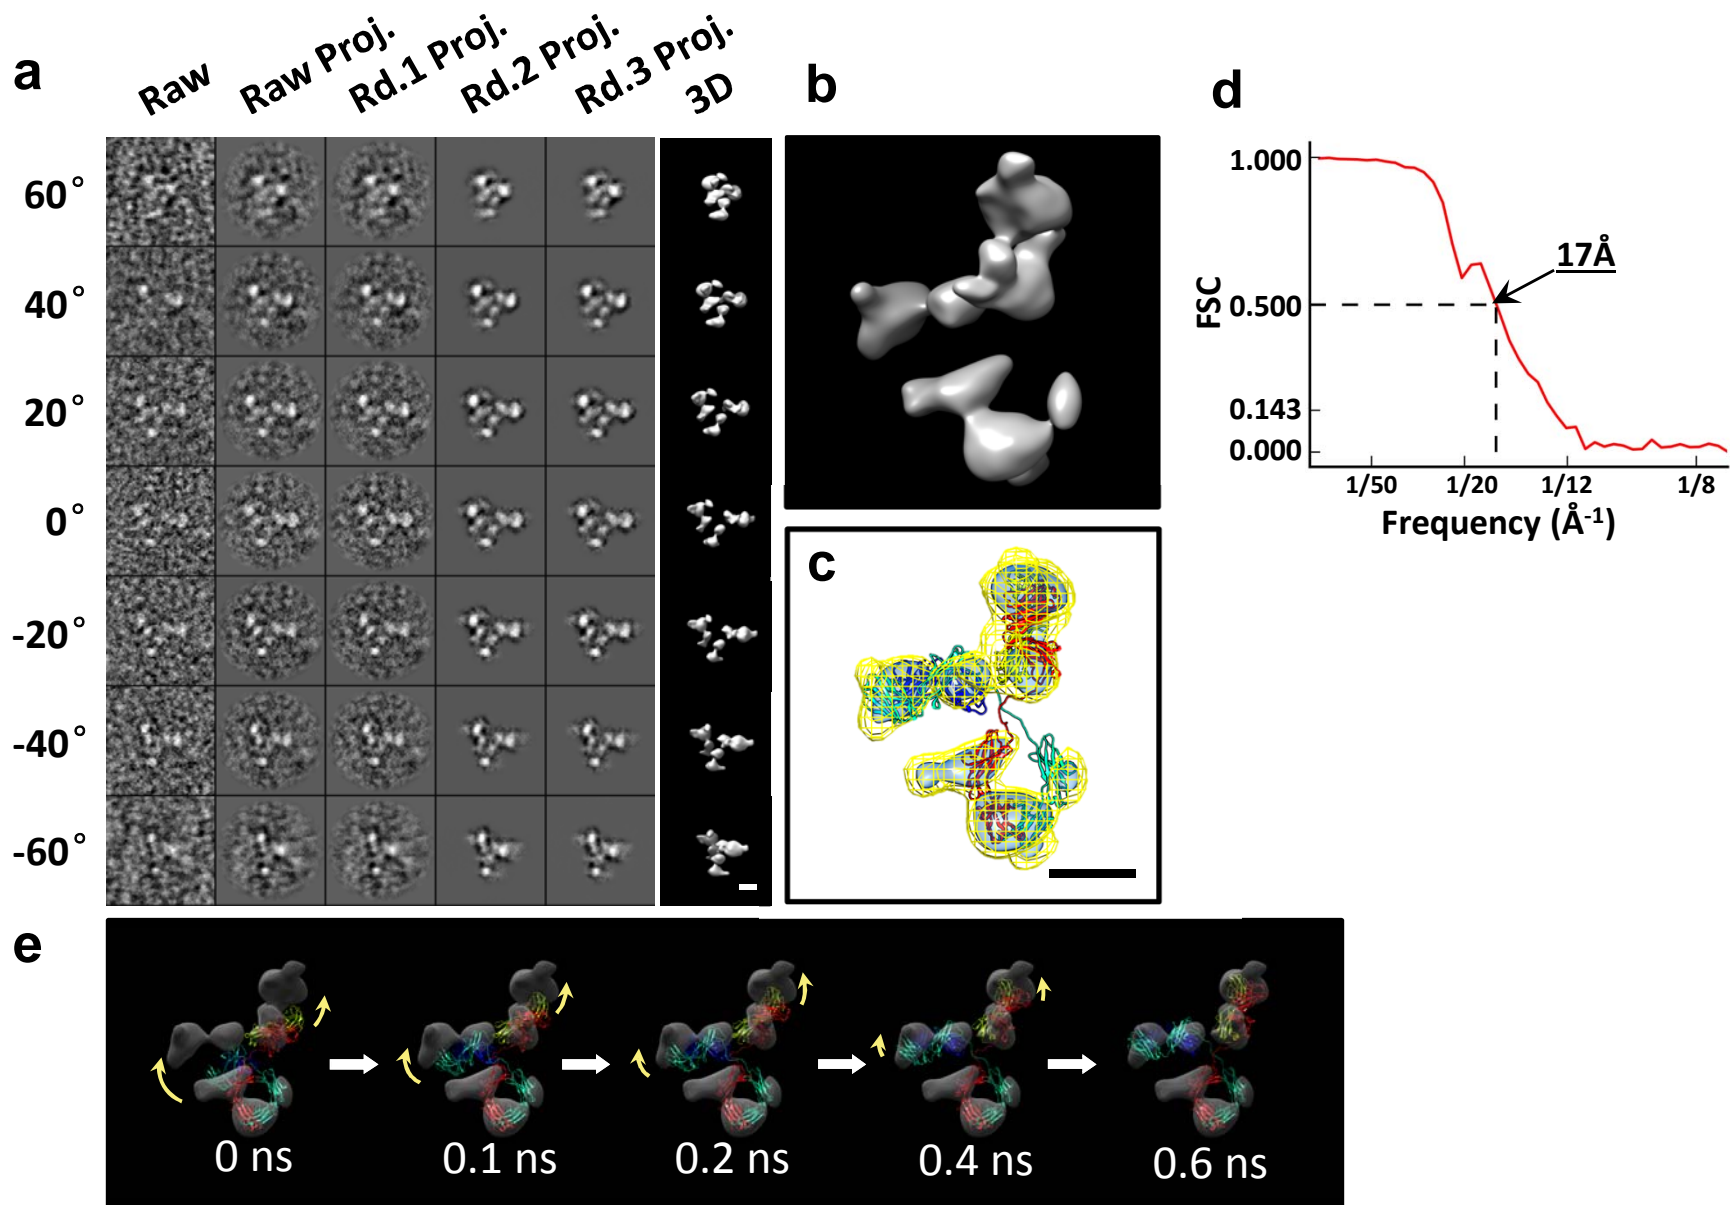 a
Raw
Raw Proj.
Rd.1 Proj.
Rd.2 Proj.
Rd.3 Proj.
3D
60°
40°
20°
0°
-20°
-40°
-60°
b
c
d
1.000
0.500
0.143
0.000
FSC
17Å
1/50 1/20 1/12 1/8
Frequency (Å-1)
e
0 ns 0.1 ns 0.2 ns 0.4 ns 0.6 ns